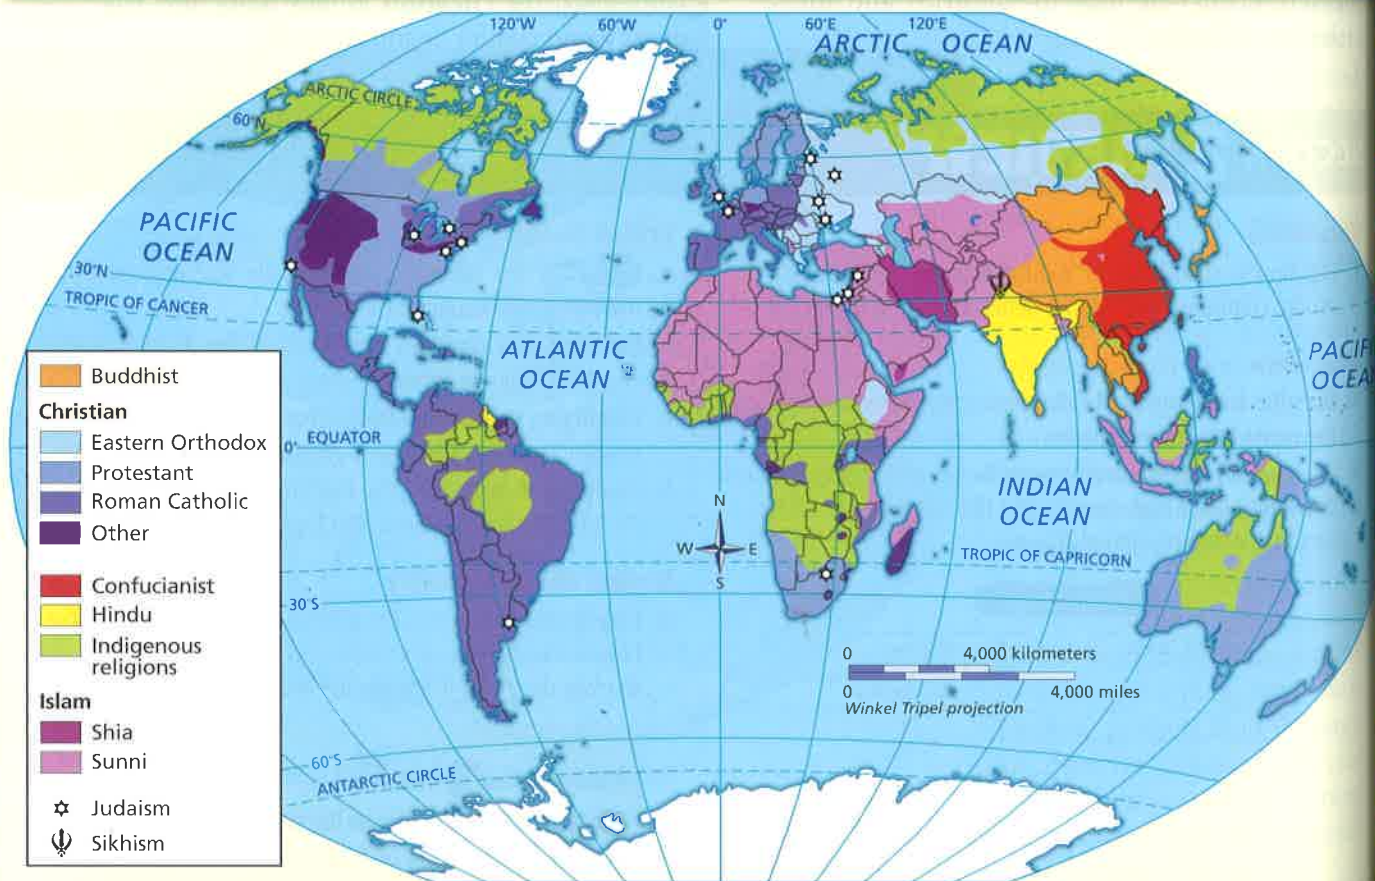 120°W
60°W
0°
60°E
120°E
ARCTIC OCEAN
ARCTIC CIRCLE
60°N
PACIFIC
OCEAN
30°N
TROPIC OF CANCER
ATLANTIC
OCEAN
PACIF
OCEA
0°
EQUATOR
INDIAN
OCEAN
N
W
E
S
TROPIC OF CAPRICORN
30°S
0
4,000 kilometers
0
4,000 miles
Winkel Tripel projection
60°S
ANTARCTIC CIRCLE
Buddhist
Christian
Eastern Orthodox
Protestant
Roman Catholic
Other
Confucianist
Hindu
Indigenous
religions
Islam
Shia
Sunni
Judaism
Sikhism